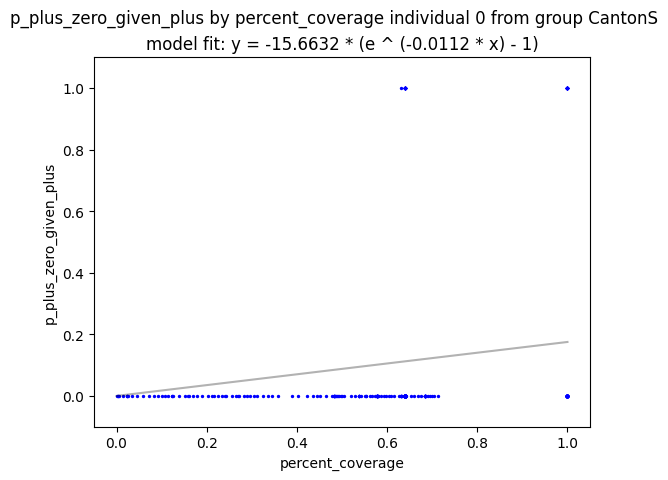 p_plus_zero_given_plus by percent_coverage individual 0 from group CantonS
model fit: y = -15.6632 * (e ^ (-0.0112 * x) - 1)
1.0
0.8
0.6
0.4
0.2
0.0
p_plus_zero_given_plus
0.0 0.2 0.4 0.6 0.8 1.0
percent_coverage